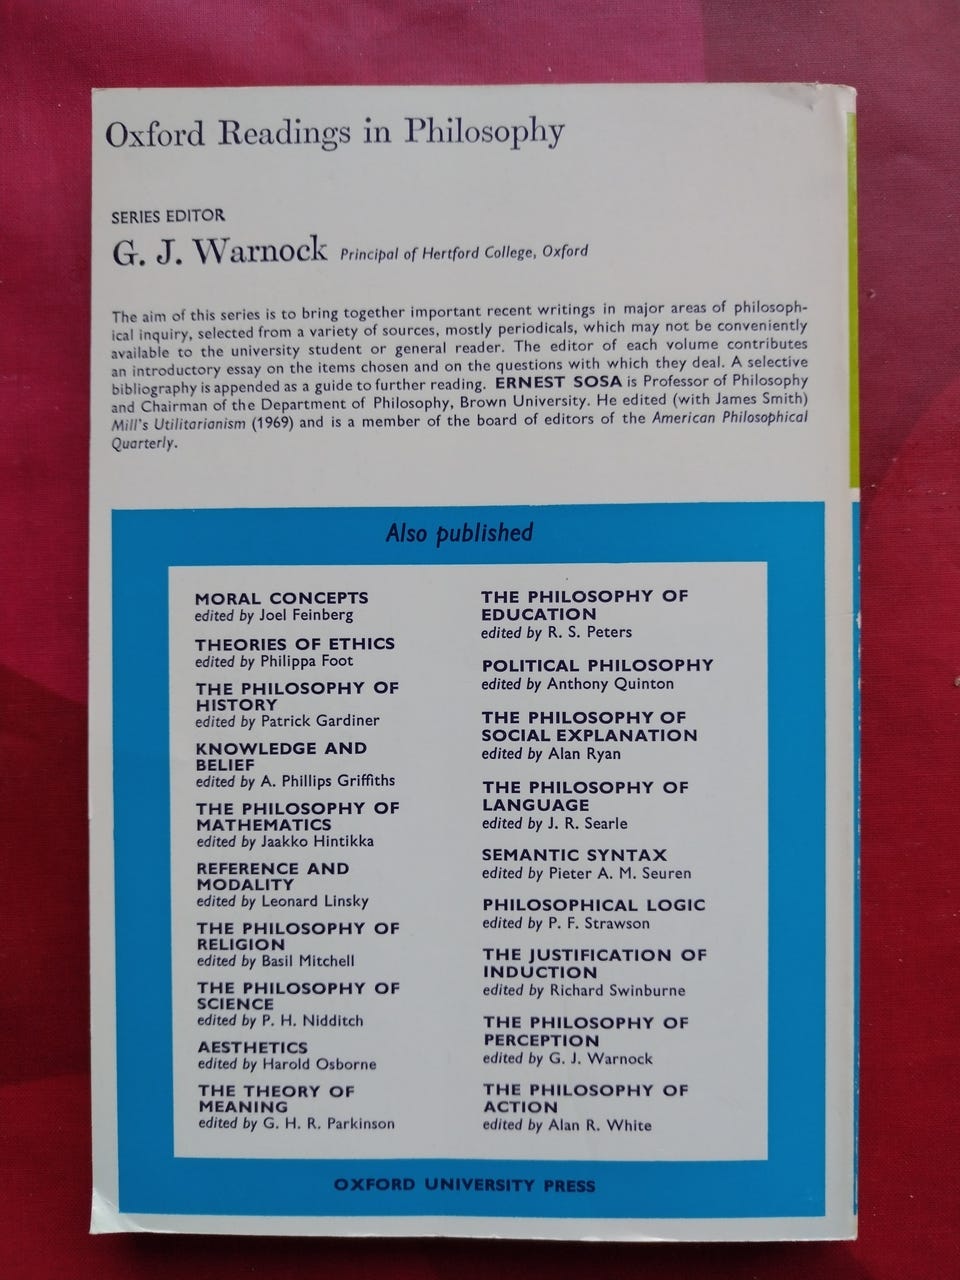 Oxford Readings in Philosophy
SERIES EDITOR
G. J. Warnock Principal of Hertford College, Oxford
The aim of this series is to bring together important recent writings in major areas of philosoph-
ical inquiry, selected from a variety of sources, mostly periodicals, which may not be conveniently
available to the university student or general reader. The editor of each volume contributes
an introductory essay on the items chosen and on the questions with which they deal. A selective
bibliography is appended as a guide to further reading. ERNEST SOSA is Professor of Philosophy
and Chairman of the Department of Philosophy, Brown University. He edited (with James Smith)
Mill's Utilitarianism (1969) and is a member of the board of editors of the American Philosophical
Quarterly.
Also published
MORAL CONCEPTS
edited by Joel Feinberg
THEORIES OF ETHICS
edited by Philippa Foot
THE PHILOSOPHY OF
HISTORY
edited by Patrick Gardiner
KNOWLEDGE AND
BELIEF
edited by A. Phillips Griffiths
THE PHILOSOPHY OF
MATHEMATICS
edited by Jaakko Hintikka
REFERENCE AND
MODALITY
edited by Leonard Linsky
THE PHILOSOPHY OF
RELIGION
edited by Basil Mitchell
THE PHILOSOPHY OF
SCIENCE
edited by P. H. Nidditch
AESTHETICS
edited by Harold Osborne
THE THEORY OF
MEANING
edited by G. H. R. Parkinson
THE PHILOSOPHY OF
EDUCATION
edited by R. S. Peters
POLITICAL PHILOSOPHY
edited by Anthony Quinton
THE PHILOSOPHY OF
SOCIAL EXPLANATION
edited by Alan Ryan
THE PHILOSOPHY OF
LANGUAGE
edited by J. R. Searle
SEMANTIC SYNTAX
edited by Pieter A. M. Seuren
PHILOSOPHICAL LOGIC
edited by P. F. Strawson
THE JUSTIFICATION OF
INDUCTION
edited by Richard Swinburne
THE PHILOSOPHY OF
PERCEPTION
edited by G. J. Warnock
THE PHILOSOPHY OF
ACTION
edited by Alan R. White
OXFORD UNIVERSITY PRESS